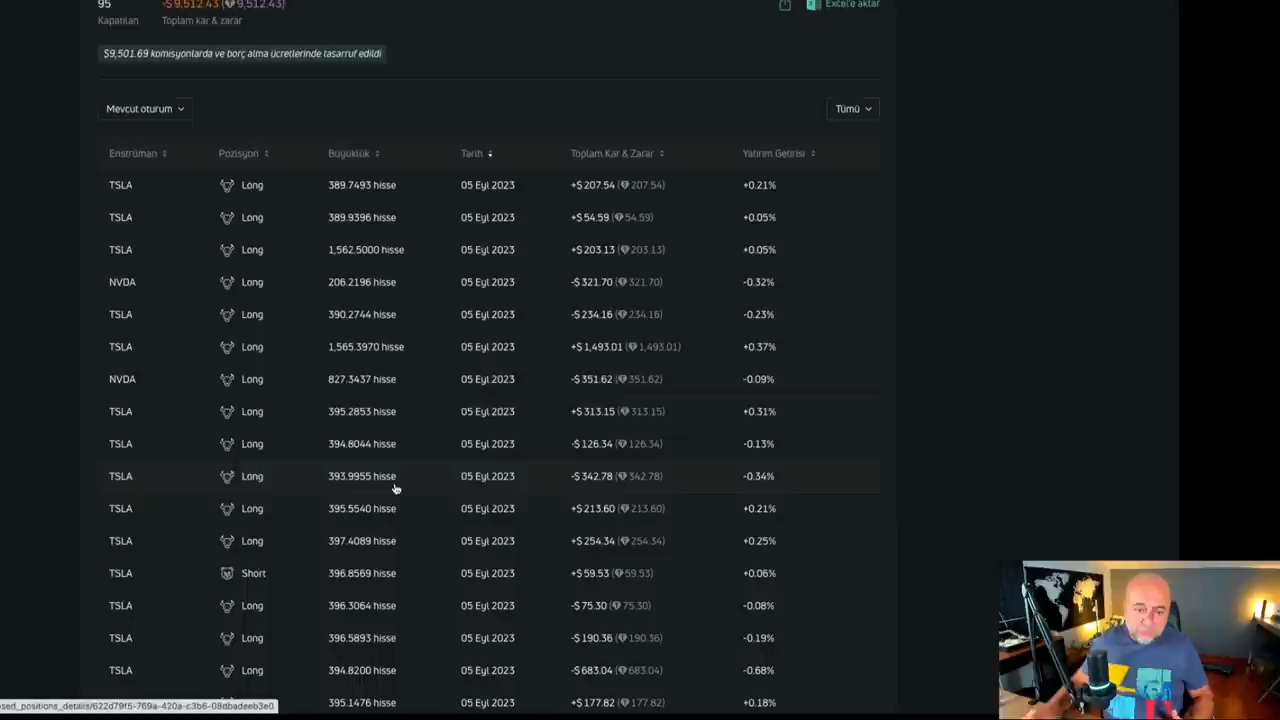 95 -$9,512.43 (9,512.43) Excel'e aktar
Kapatılan Toplam kar & zarar
$9,501.69 komisyonlarda ve borç alma ücretlerinde tasarruf edildi
Mevcut oturum Tümü
Enstrüman Pozisyon Büyüklük Tarih Toplam Kar & Zarar Yatırım Getirisi
TSLA Long 389.7493 hisse 05 Eyl 2023 +$207.54 (207.54) +0.21%
TSLA Long 389.9396 hisse 05 Eyl 2023 +$54.59 (54.59) +0.05%
TSLA Long 1,562.5000 hisse 05 Eyl 2023 +$203.13 (203.13) +0.05%
NVDA Long 206.2196 hisse 05 Eyl 2023 -$321.70 (321.70) -0.32%
TSLA Long 390.2744 hisse 05 Eyl 2023 -$234.16 (234.16) -0.23%
TSLA Long 1,565.3970 hisse 05 Eyl 2023 +$1,493.01 (1,493.01) +0.37%
NVDA Long 827.3437 hisse 05 Eyl 2023 -$351.62 (351.62) -0.09%
TSLA Long 395.2853 hisse 05 Eyl 2023 +$313.15 (313.15) +0.31%
TSLA Long 394.8044 hisse 05 Eyl 2023 -$126.34 (126.34) -0.13%
TSLA Long 393.9955 hisse 05 Eyl 2023 -$342.78 (342.78) -0.34%
TSLA Long 395.5540 hisse 05 Eyl 2023 +$213.60 (213.60) +0.21%
TSLA Long 397.4089 hisse 05 Eyl 2023 +$254.34 (254.34) +0.25%
TSLA Short 396.8569 hisse 05 Eyl 2023 +$59.53 (59.53) +0.06%
TSLA Long 396.3064 hisse 05 Eyl 2023 -$75.30 (75.30) -0.08%
TSLA Long 396.5893 hisse 05 Eyl 2023 -$190.36 (190.36) -0.19%
TSLA Long 394.8200 hisse 05 Eyl 2023 -$683.04 (683.04) -0.68%
TSLA Long 395.1476 hisse 05 Eyl 2023 +$177.82 (177.82) +0.18%
osed_positions_details/622d79f5-769a-420a-c3b6-08dbadeeb3e0